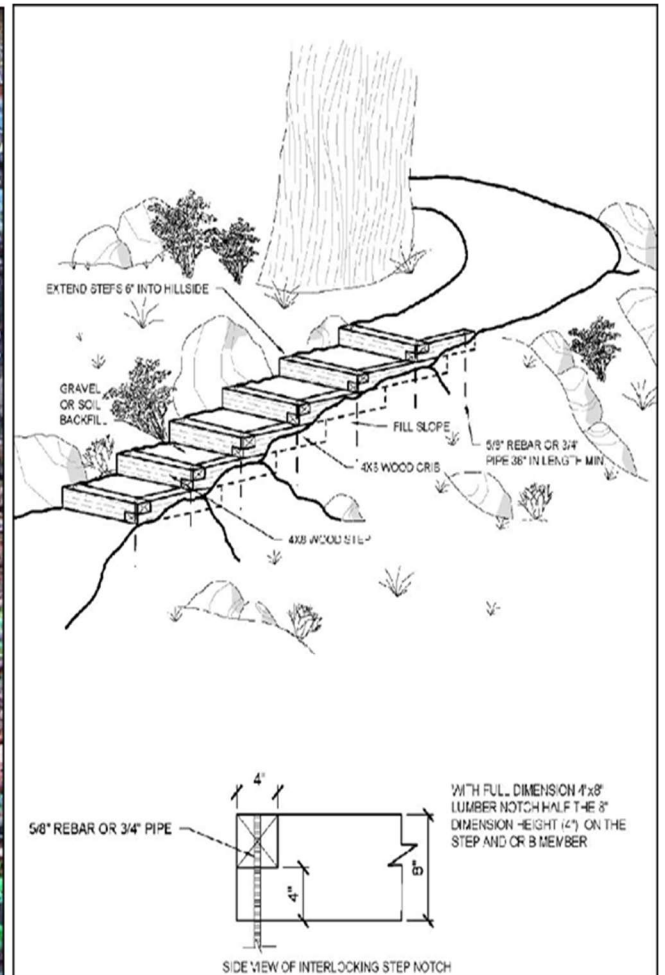 EXTEND STEPS 6" INTO HILLSIDE
GRAVEL
OR SOIL
BACKFILL
FILL SLOPE
5/8" REBAR OR 3/4"
PIPE 36" IN LENGTH MIN
4X8 WOOD CRIB
4X8 WOOD STEP
4"
5/8" REBAR OR 3/4" PIPE
4"
8"
WITH FULL DIMENSION 4"x8"
LUMBER NOTCH HALF THE 8"
DIMENSION HEIGHT (4") ON THE
STEP AND CRIB MEMBER
SIDE VIEW OF INTERLOCKING STEP NOTCH